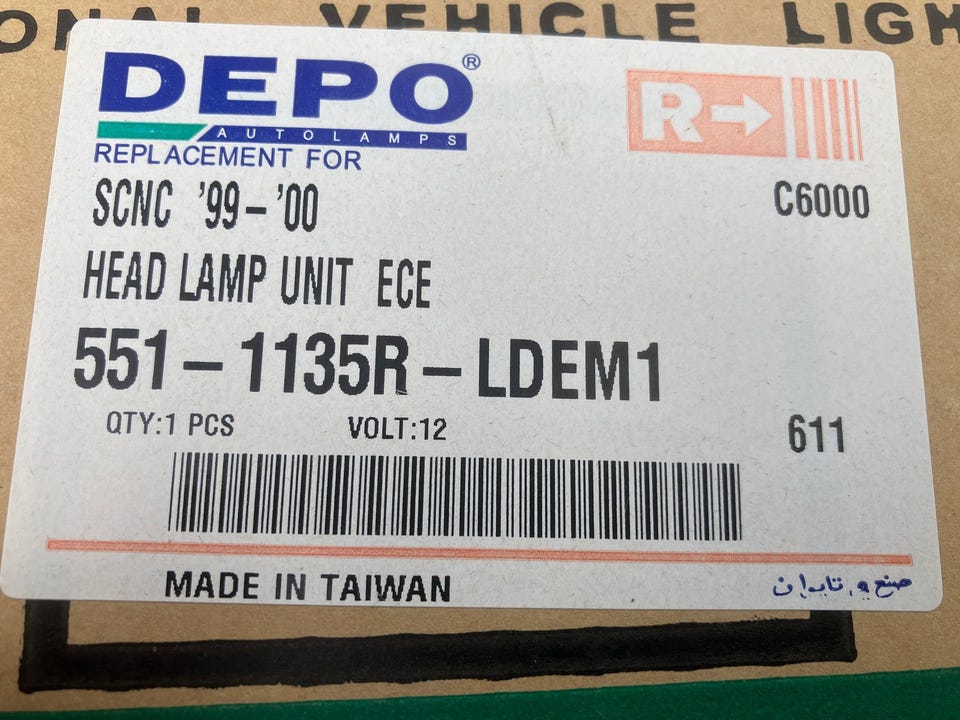 ONAL VEHICLE LIGH
DEPO®
AUTOLAMPS
R→
REPLACEMENT FOR
SCNC '99-'00
C6000
HEAD LAMP UNIT ECE
551-1135R-LDEM1
QTY:1 PCS VOLT:12
611
MADE IN TAIWAN
صنع في تايوان